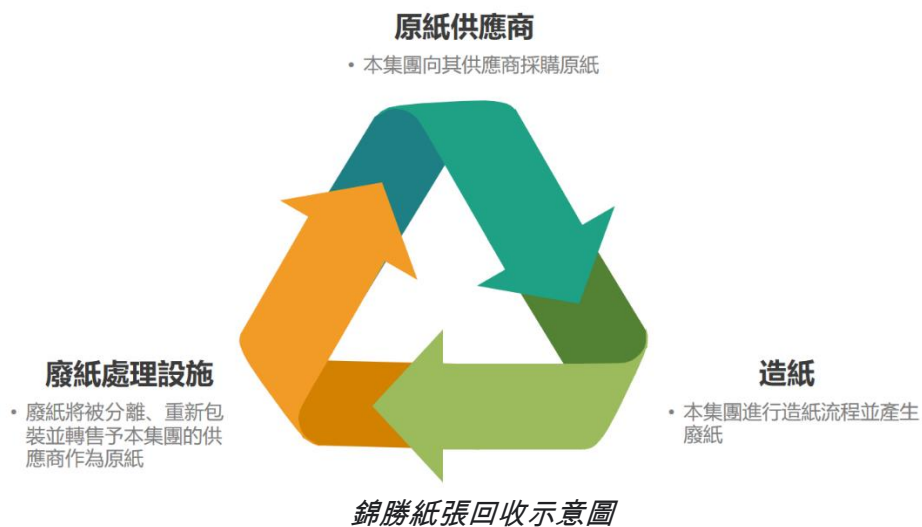 原紙供應商
• 本集團向其供應商採購原紙
廢紙處理設施
• 廢紙將被分離、重新包
裝並轉售予本集團的供
應商作為原紙
造紙
• 本集團進行造紙流程並產生
廢紙
錦勝紙張回收示意圖